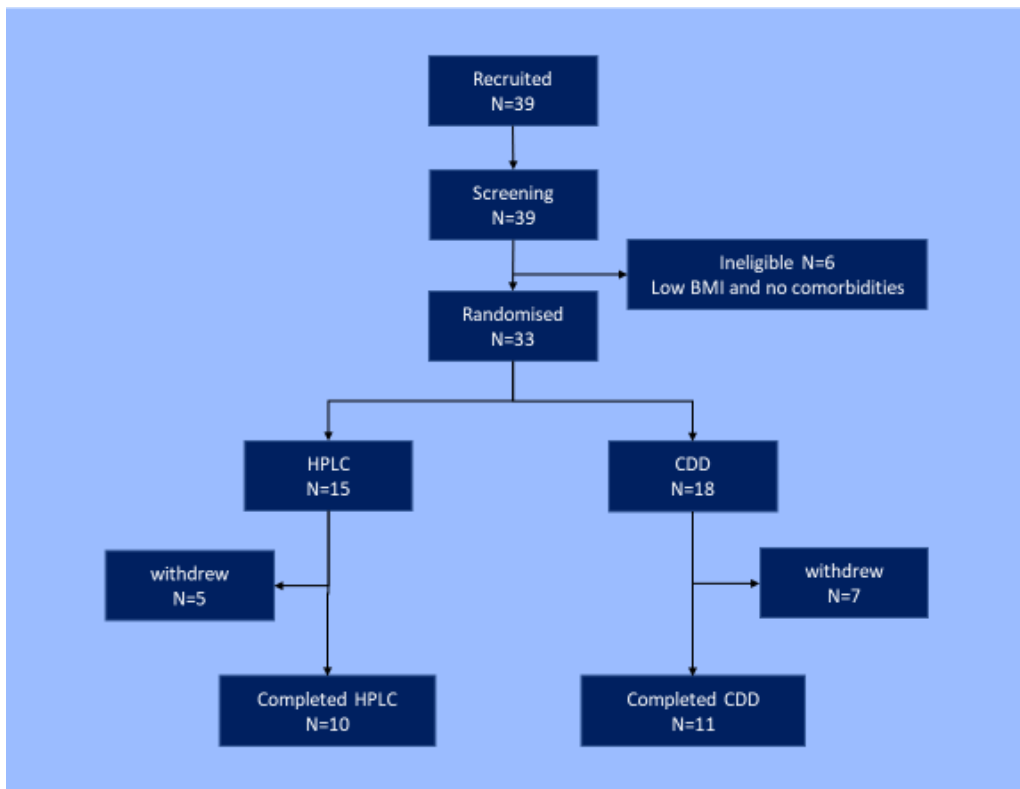 Recruited
N=39
Screening
N=39
Ineligible N=6
Low BMI and no comorbidities
Randomised
N=33
HPLC
N=15
CDD
N=18
withdrew
N=5
withdrew
N=7
Completed HPLC
N=10
Completed CDD
N=11